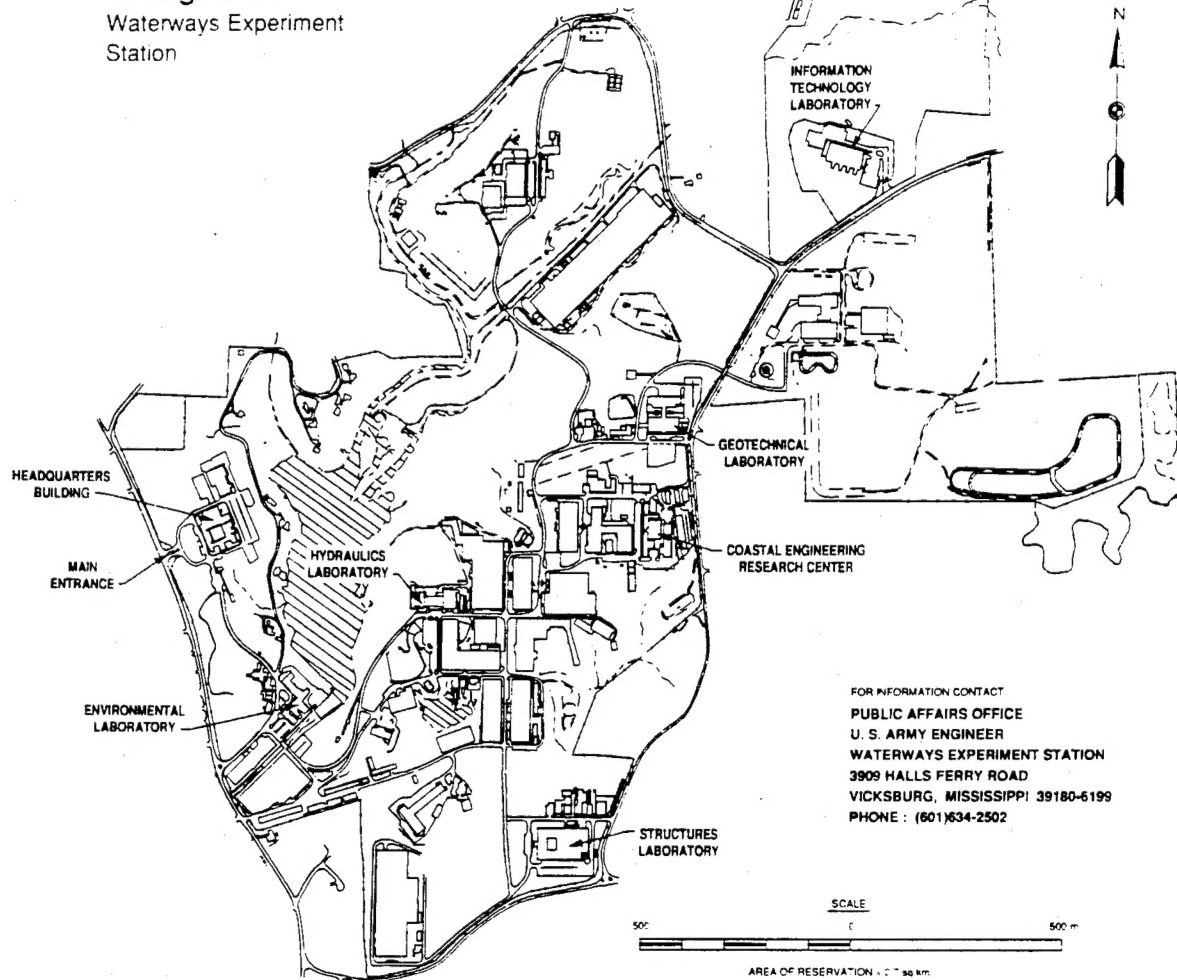 Waterways Experiment
Station
N
INFORMATION
TECHNOLOGY
LABORATORY
GEOTECHNICAL
LABORATORY
HEADQUARTERS
BUILDING
MAIN
ENTRANCE
HYDRAULICS
LABORATORY
COASTAL ENGINEERING
RESEARCH CENTER
ENVIRONMENTAL
LABORATORY
STRUCTURES
LABORATORY
FOR INFORMATION CONTACT
PUBLIC AFFAIRS OFFICE
U. S. ARMY ENGINEER
WATERWAYS EXPERIMENT STATION
3909 HALLS FERRY ROAD
VICKSBURG, MISSISSIPPI 39180-6199
PHONE : (601)634-2502
SCALE
500 0 500 m
AREA OF RESERVATION sq km